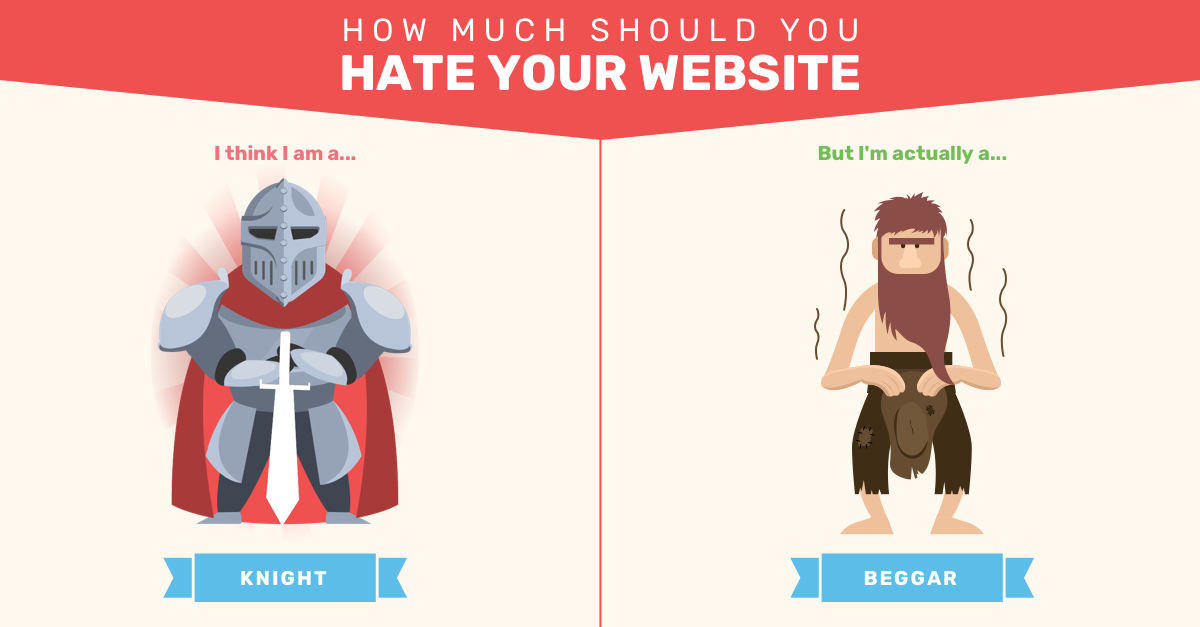 HOW MUCH SHOULD YOU
HATE YOUR WEBSITE
I think I am a...
KNIGHT
But I'm actually a...
BEGGAR